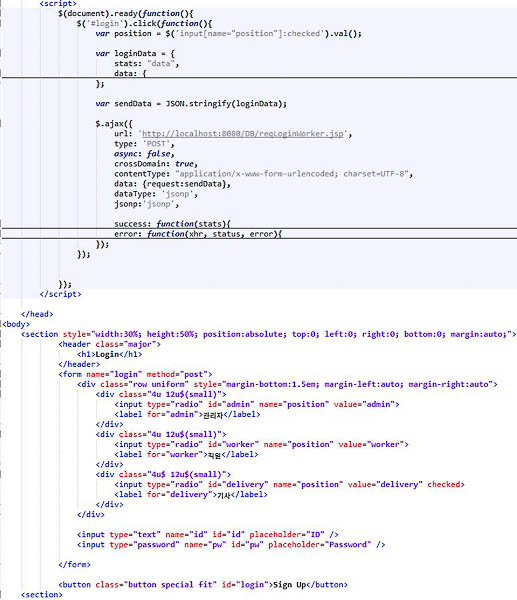 <script>
$(document).ready(function(){
$('#login').click(function(){
var position = $('input[name="position"]:checked').val();
var loginData = {
stats: "data",
data: {
};
var sendData = JSON.stringify(loginData);
$.ajax({
url: 'http://localhost:8080/DB/reqLoginWorker.jsp',
type: 'POST',
async: false,
crossDomain: true,
contentType: "application/x-www-form-urlencoded; charset=UTF-8",
data: {request:sendData},
dataType: 'jsonp',
jsonp:'jsonp',
success: function(stats){
error: function(xhr, status, error){
});
});
});
</script>
</head>
<body>
<section style="width:30%; height:50%; position:absolute; top:0; left:0; right:0; bottom:0; margin:auto;">
<header class="major">
<h1>Login</h1>
</header>
<form name="login" method="post">
<div class="row uniform" style="margin-bottom:1.5em; margin-left:auto; margin-right:auto">
<div class="4u 12u$(small)">
<input type="radio" id="admin" name="position" value="admin">
<label for="admin">관리자</label>
</div>
<div class="4u 12u$(small)">
<input type="radio" id="worker" name="position" value="worker">
<label for="worker">직원</label>
</div>
<div class="4u$ 12u$(small)">
<input type="radio" id="delivery" name="position" value="delivery" checked>
<label for="delivery">기사</label>
</div>
</div>
<input type="text" name="id" id="id" placeholder="ID" />
<input type="password" name="pw" id="pw" placeholder="Password" />
</form>
<button class="button special fit" id="login">Sign Up</button>
<section>